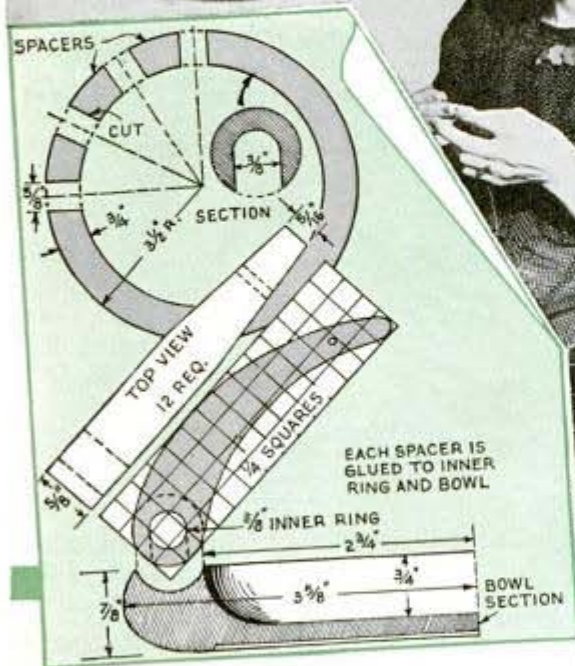 SPACERS
CUT
5/8"
3/4"
3 1/2" R.
SECTION
3/8"
5/16"
TOP VIEW
12 REQ.
5/8"
1/4" SQUARES
EACH SPACER IS
GLUED TO INNER
RING AND BOWL
3/8" INNER RING
2 3/4"
3/4"
3 5/8"
7/8"
BOWL
SECTION